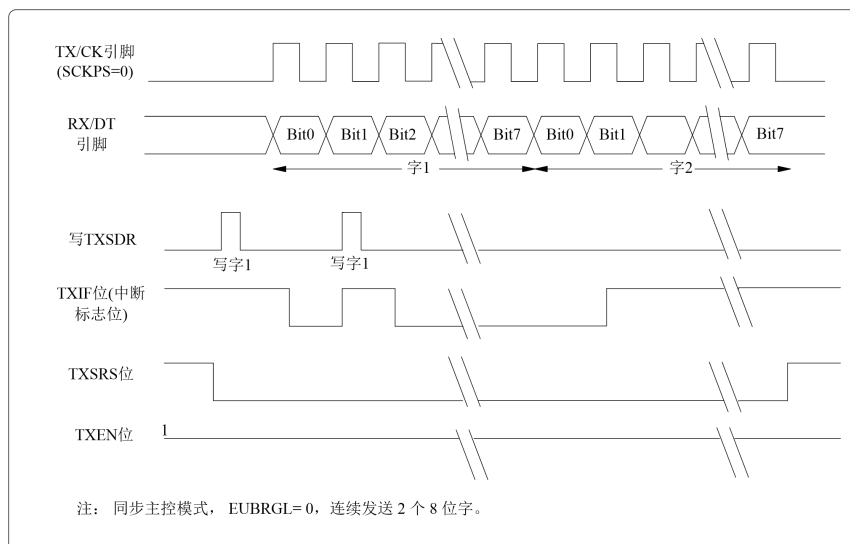 TX/CK引脚
(SCKPS=0)
RX/DT
引脚
Bit0 Bit1 Bit2 Bit7 Bit0 Bit1 Bit7
字1 字2
写TXSDR
写字1 写字1
TXIF位(中断
标志位)
TXSRS位
TXEN位 1
注： 同步主控模式， EUBRGL= 0，连续发送 2 个 8 位字。